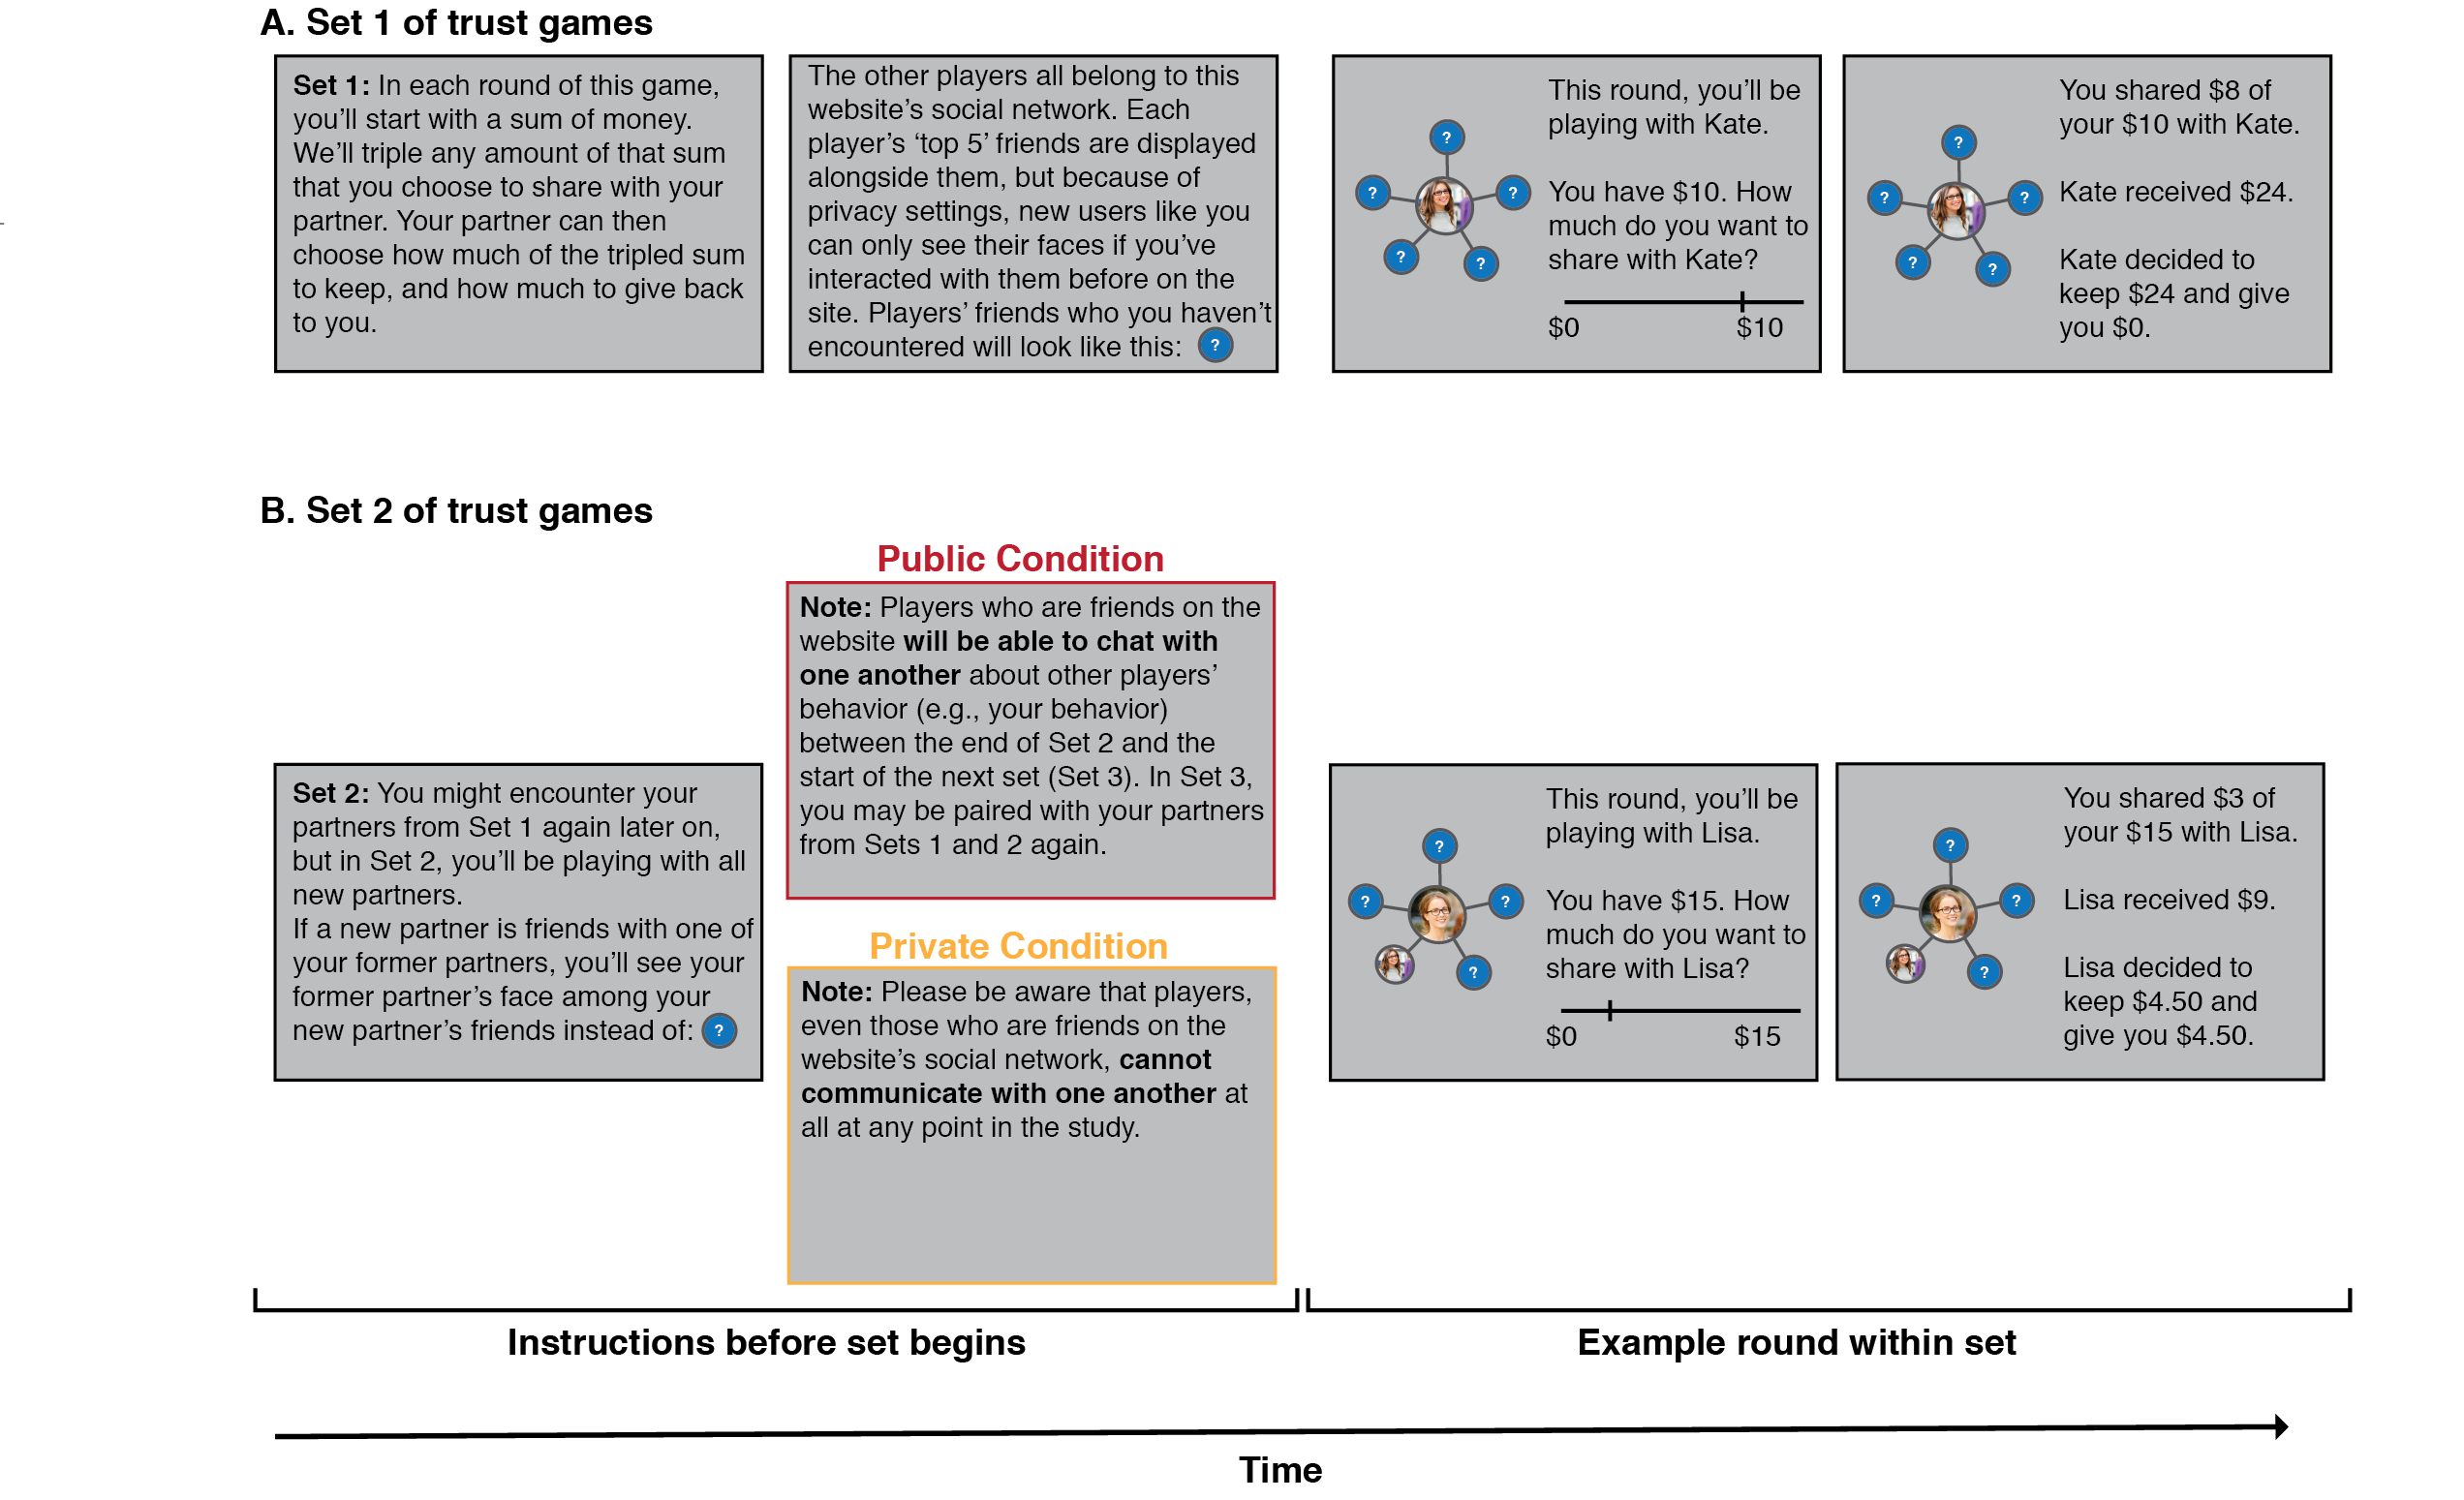 A. Set 1 of trust games
Set 1: In each round of this game,
you’ll start with a sum of money.
We’ll triple any amount of that sum
that you choose to share with your
partner. Your partner can then
choose how much of the tripled sum
to keep, and how much to give back
to you.
The other players all belong to this
website’s social network. Each
player’s ‘top 5’ friends are displayed
alongside them, but because of
privacy settings, new users like you
can only see their faces if you’ve
interacted with them before on the
site. Players’ friends who you haven’t
encountered will look like this: ?
This round, you’ll be
playing with Kate.
You have $10. How
much do you want to
share with Kate?
$0 $10
?
?
?
?
?
You shared $8 of
your $10 with Kate.
Kate received $24.
Kate decided to
keep $24 and give
you $0.
?
?
?
?
?
B. Set 2 of trust games
Set 2: You might encounter your
partners from Set 1 again later on,
but in Set 2, you’ll be playing with all
new partners.
If a new partner is friends with one of
your former partners, you’ll see your
former partner’s face among your
new partner’s friends instead of: ?
Public Condition
Note: Players who are friends on the
website will be able to chat with
one another about other players’
behavior (e.g., your behavior)
between the end of Set 2 and the
start of the next set (Set 3). In Set 3,
you may be paired with your partners
from Sets 1 and 2 again.
Private Condition
Note: Please be aware that players,
even those who are friends on the
website’s social network, cannot
communicate with one another at
all at any point in the study.
This round, you’ll be
playing with Lisa.
You have $15. How
much do you want to
share with Lisa?
$0 $15
?
?
?
?
You shared $3 of
your $15 with Lisa.
Lisa received $9.
Lisa decided to
keep $4.50 and
give you $4.50.
?
?
?
?
Instructions before set begins
Example round within set
Time